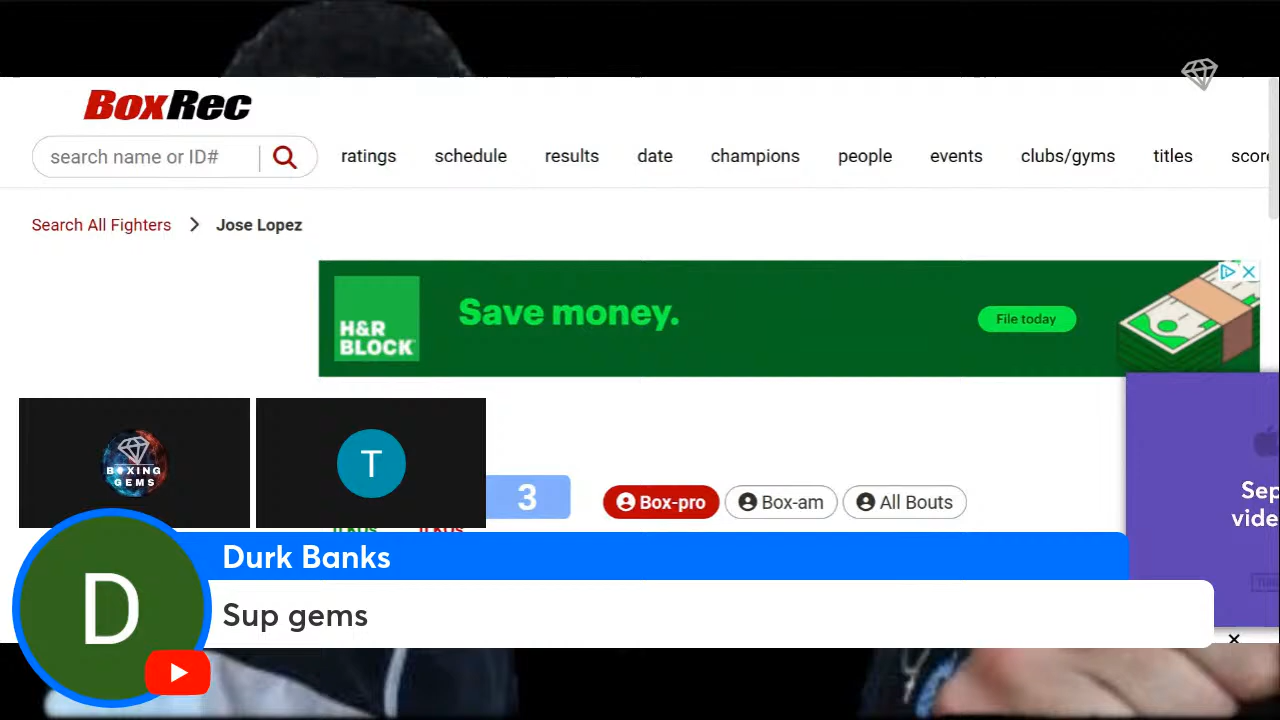 BoxRec
search name or ID#
ratings
schedule
results
date
champions
people
events
clubs/gyms
titles
Search All Fighters
Jose Lopez
H&R
BLOCK
Save money.
File today
BOXING
GEMS
T
3
Box-pro
Box-am
All Bouts
D
Durk Banks
Sup gems